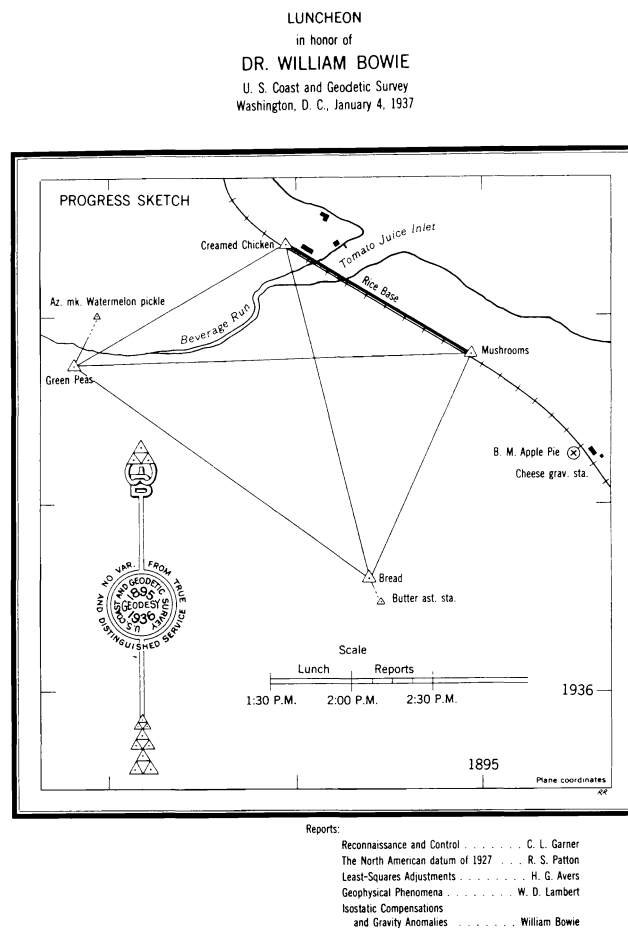 LUNCHEON
in honor of
DR. WILLIAM BOWIE
U. S. Coast and Geodetic Survey
Washington, D. C., January 4, 1937
PROGRESS SKETCH
Creamed Chicken
Tomato Juice Inlet
Rice Base
Az. mk. Watermelon pickle
Beverage Run
Green Peas
Mushrooms
B. M. Apple Pie
Cheese grav. sta.
Bread
Butter ast. sta.
NO VAR. FROM TRUE
AND DISTINGUISHED SERVICE
COAST AND GEODETIC SURVEY U.S.
1895
GEODESY
1936
Scale
Lunch Reports
1:30 P.M. 2:00 P.M. 2:30 P.M.
1936
1895
Plane coordinates
RR
Reports:
Reconnaissance and Control . . . . . . . C. L. Garner
The North American datum of 1927 . . . R. S. Patton
Least-Squares Adjustments . . . . . . . . H. G. Avers
Geophysical Phenomena . . . . . . . . W. D. Lambert
Isostatic Compensations
and Gravity Anomalies . . . . . . . William Bowie